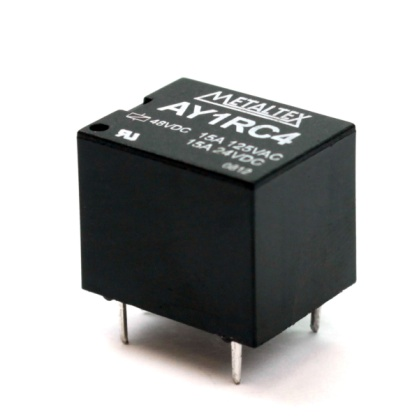 METALTEX
AY1RC4
48VDC 15A 125VAC
15A 24VDC
0812